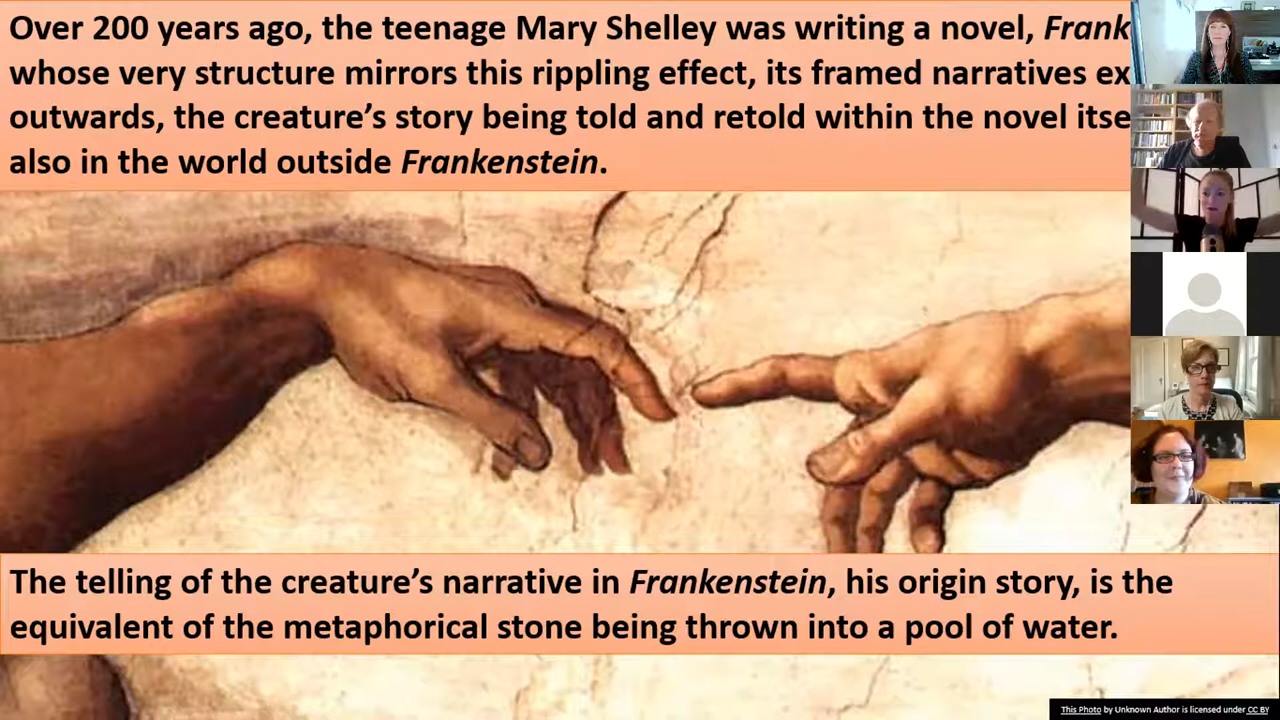 Over 200 years ago, the teenage Mary Shelley was writing a novel, Frank
whose very structure mirrors this rippling effect, its framed narratives ex
outwards, the creature’s story being told and retold within the novel itse
also in the world outside Frankenstein.
The telling of the creature’s narrative in Frankenstein, his origin story, is the
equivalent of the metaphorical stone being thrown into a pool of water.
This Photo by Unknown Author is licensed under CC BY